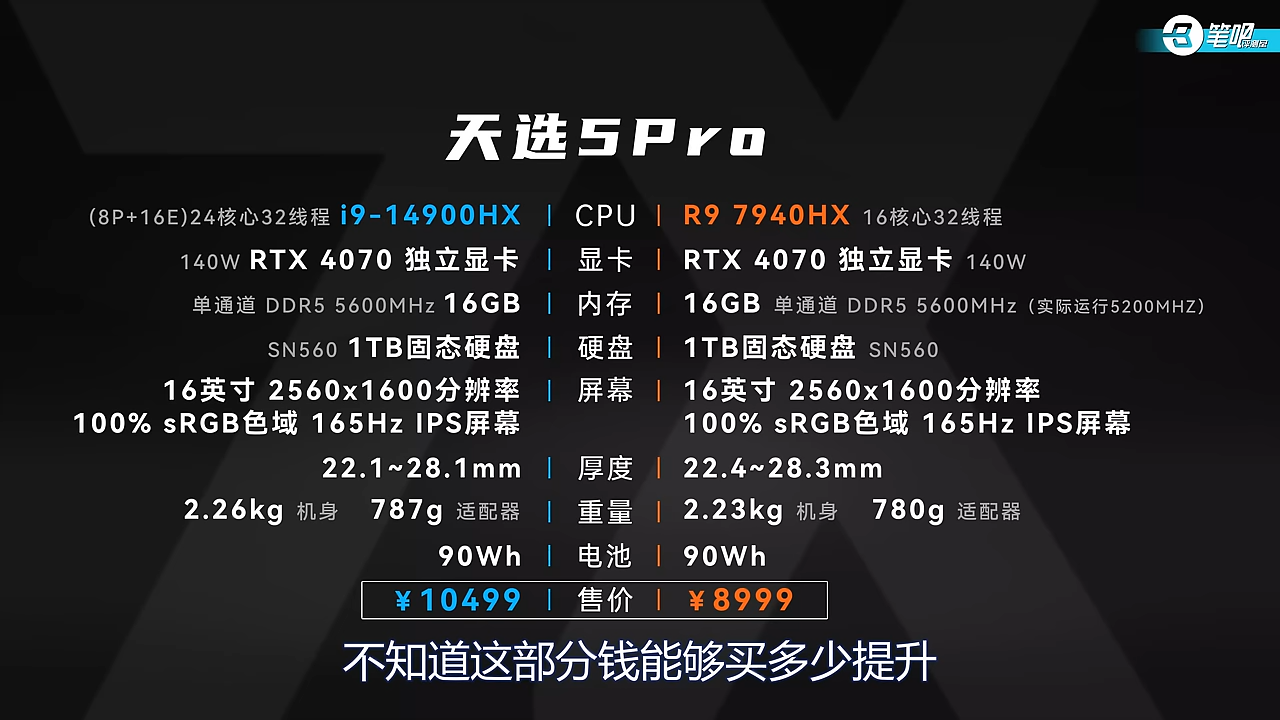 笔吧评测室
天选5Pro
(8P+16E)24核心32线程 i9-14900HX | CPU | R9 7940HX 16核心32线程
140W RTX 4070 独立显卡 | 显卡 | RTX 4070 独立显卡 140W
单通道 DDR5 5600MHz 16GB | 内存 | 16GB 单通道 DDR5 5600MHz（实际运行5200MHZ）
SN560 1TB固态硬盘 | 硬盘 | 1TB固态硬盘 SN560
16英寸 2560x1600分辨率 | 屏幕 | 16英寸 2560x1600分辨率
100% sRGB色域 165Hz IPS屏幕 100% sRGB色域 165Hz IPS屏幕
22.1~28.1mm | 厚度 | 22.4~28.3mm
2.26kg 机身 787g 适配器 | 重量 | 2.23kg 机身 780g 适配器
90Wh | 电池 | 90Wh
￥10499 | 售价 | ￥8999
不知道这部分钱能够买多少提升